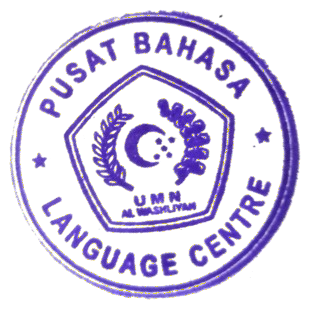 PUSAT BAHASA
UMN
AL WASHLIYAH
LANGUAGE CENTRE